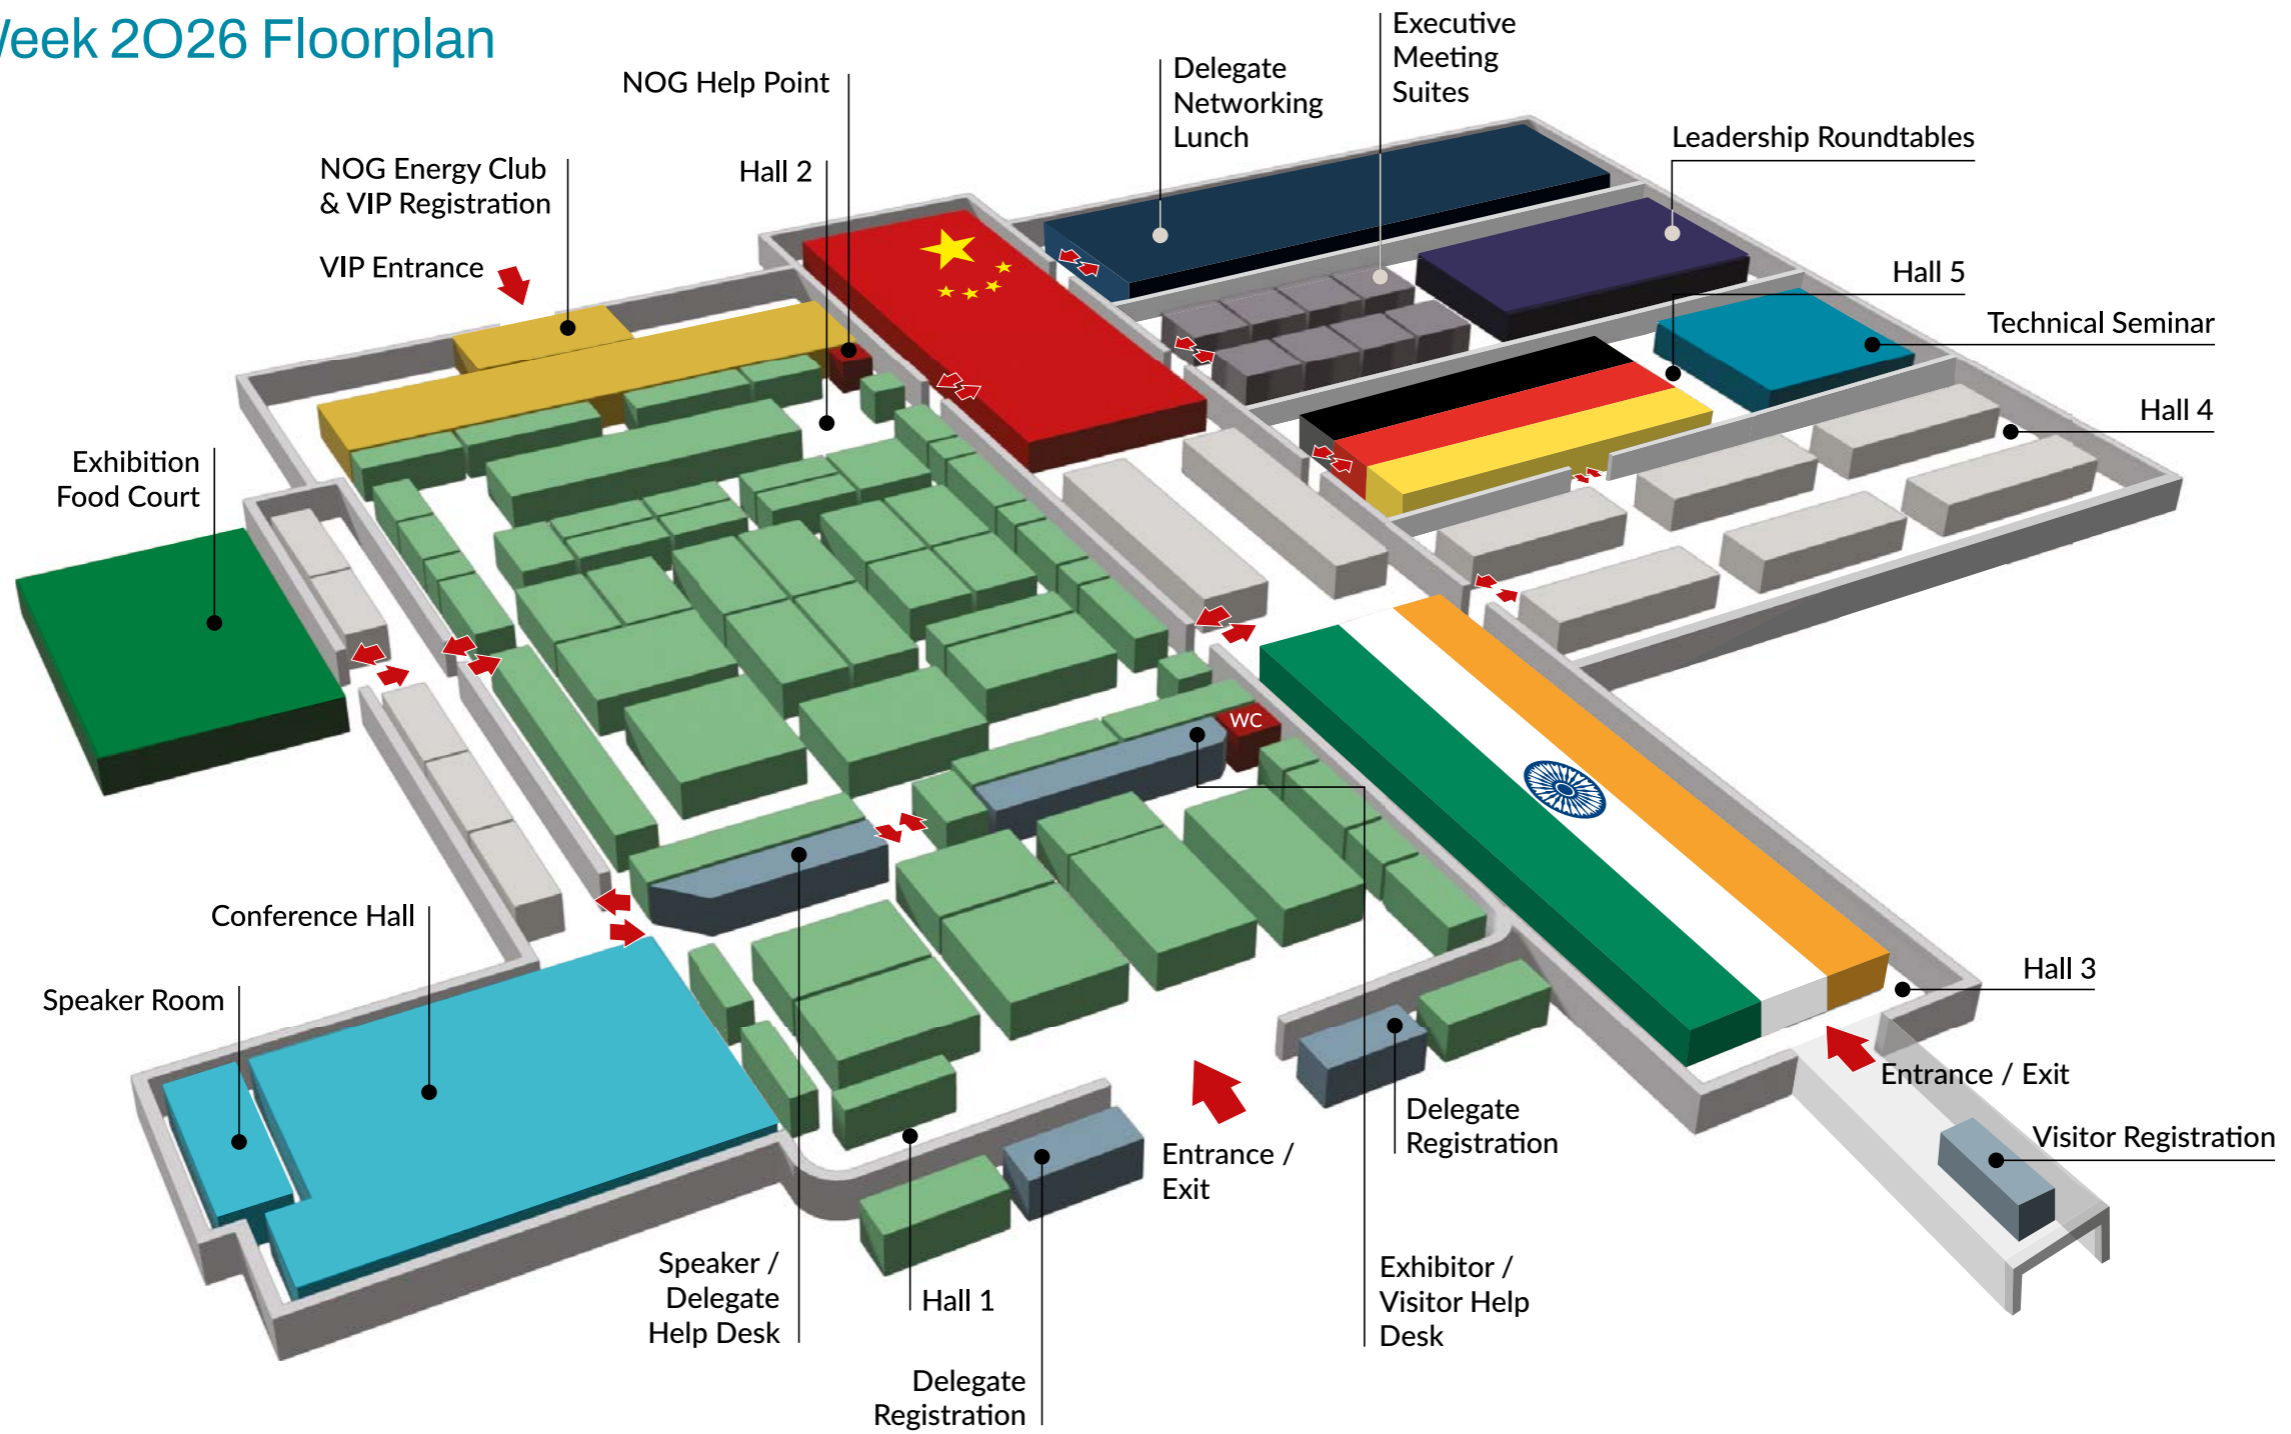 Week 2026 Floorplan
Executive
Meeting
Suites
Delegate
Networking
Lunch
NOG Help Point
Leadership Roundtables
NOG Energy Club
& VIP Registration
Hall 2
VIP Entrance
Hall 5
Technical Seminar
Hall 4
Exhibition
Food Court
WC
Conference Hall
Speaker Room
Hall 3
Entrance / Exit
Delegate
Registration
Visitor Registration
Entrance /
Exit
Speaker /
Delegate
Help Desk
Hall 1
Exhibitor /
Visitor Help
Desk
Delegate
Registration